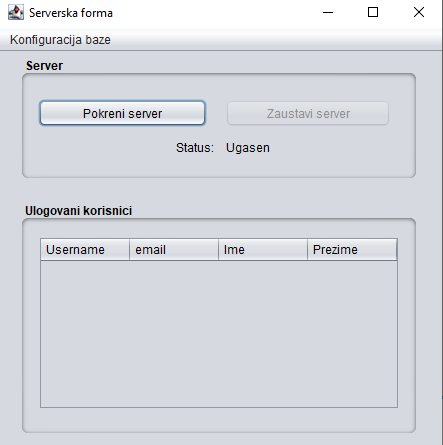 Serverska forma
Konfiguracija baze
Server
Pokreni server Zaustavi server
Status: Ugasen
Ulogovani korisnici
Username email Ime Prezime